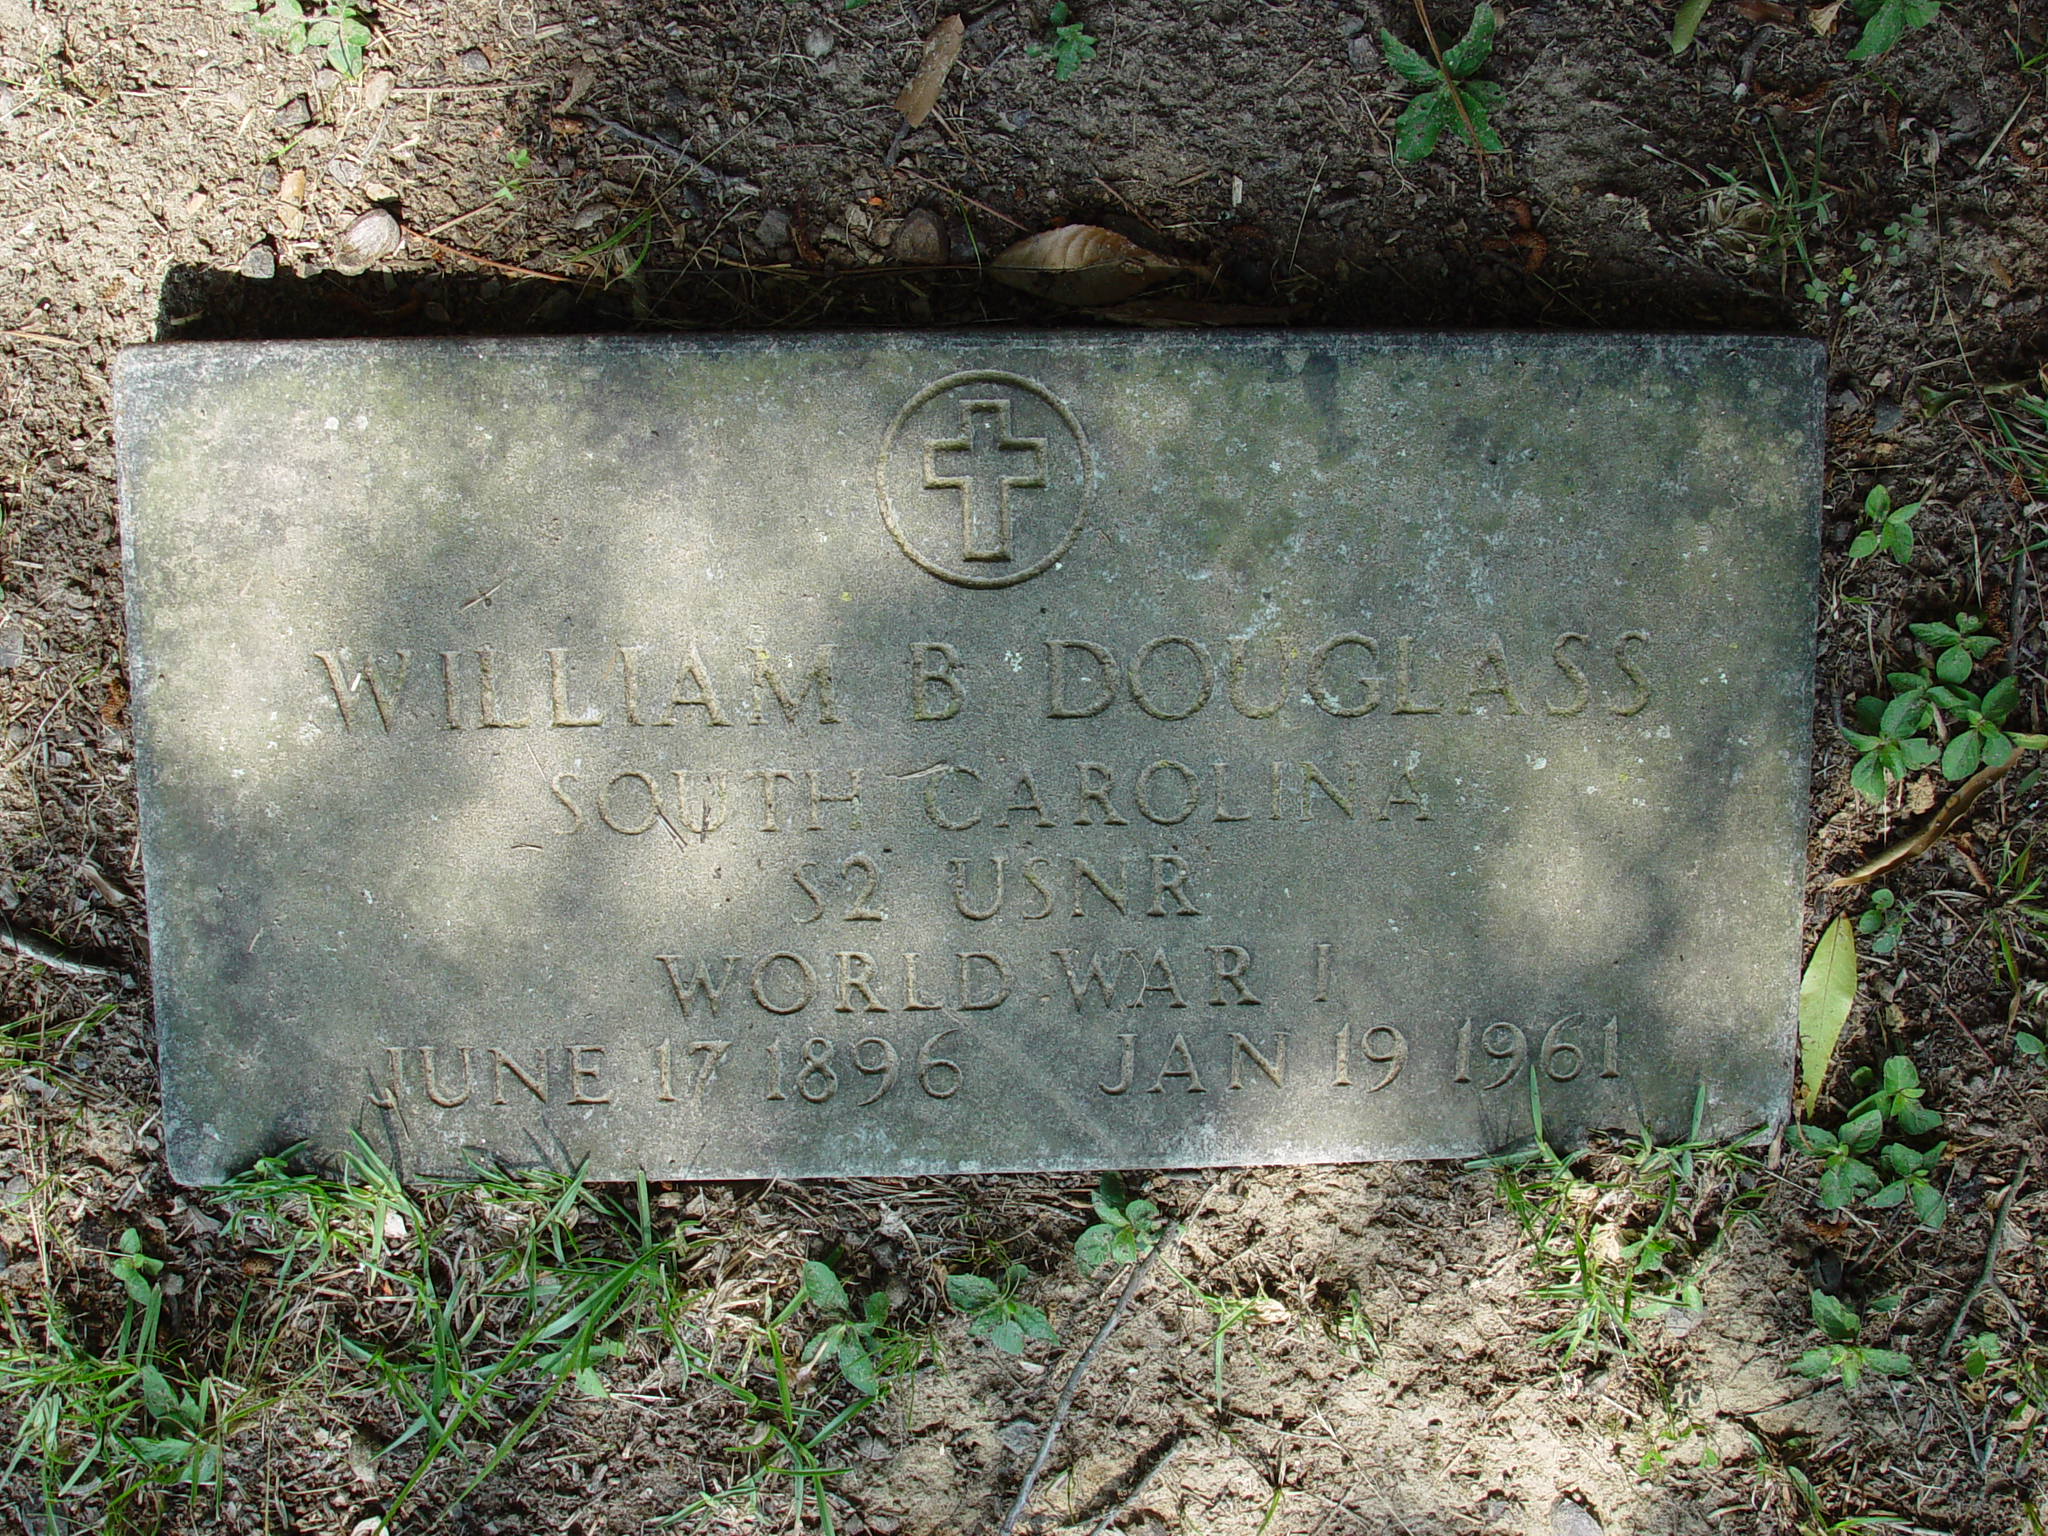 WILLIAM B DOUGLASS
SOUTH CAROLINA
S2 USNR
WORLD WAR I
JUNE 17 1896 JAN 19 1961